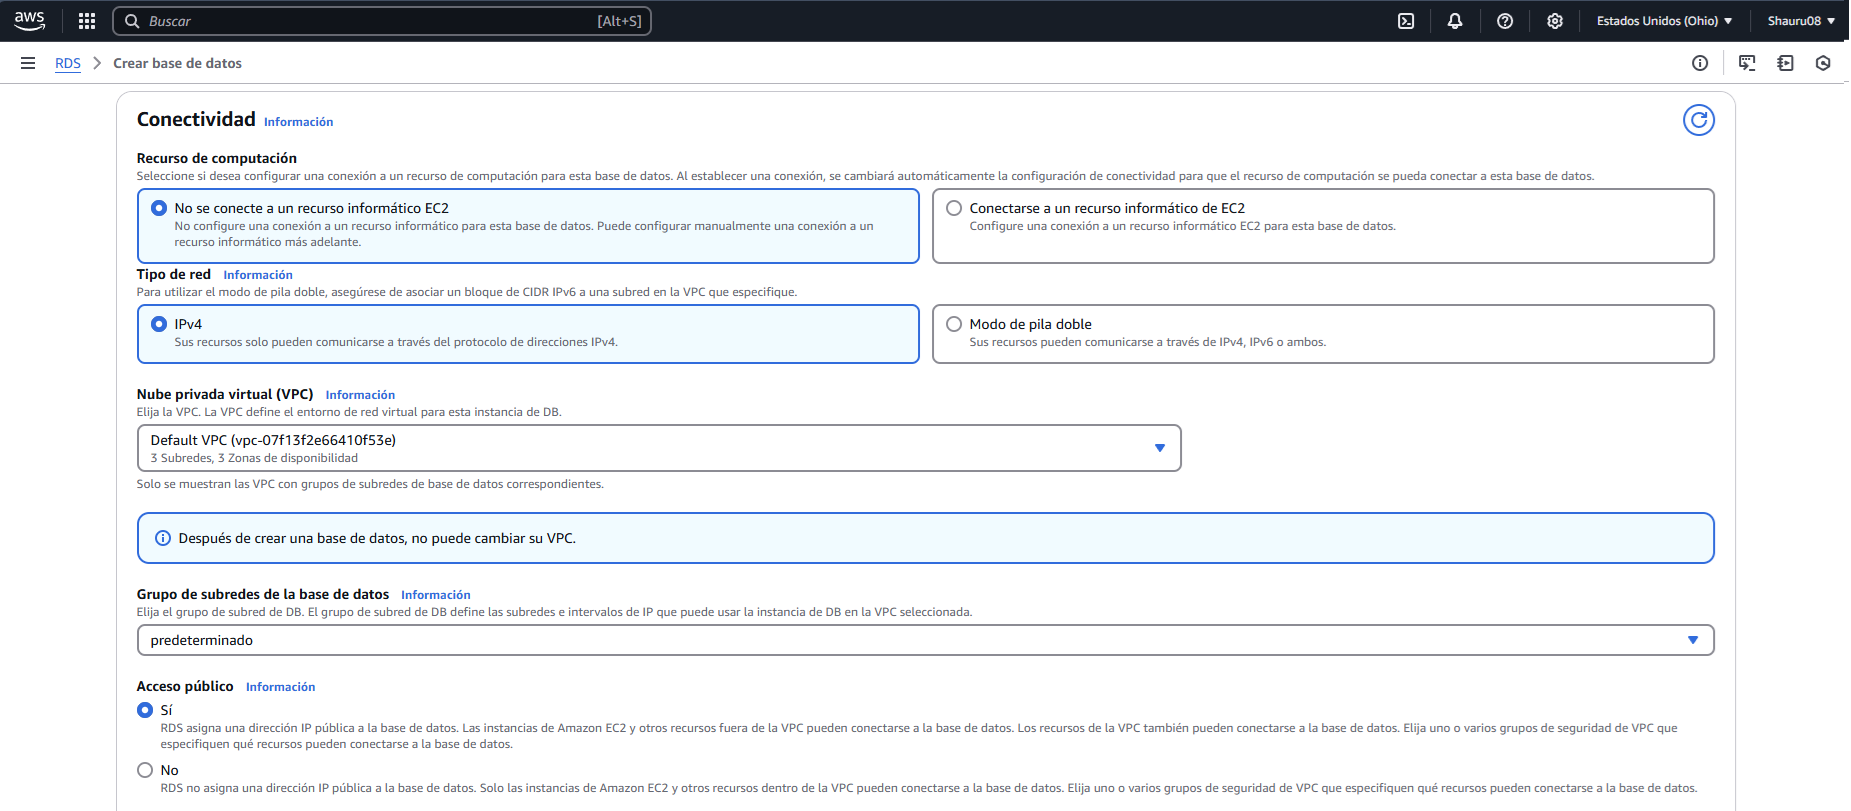 aws
Buscar [Alt+S]
Estados Unidos (Ohio) Shauru08
RDS Crear base de datos
Conectividad Información
Recurso de computación
Seleccione si desea configurar una conexión a un recurso de computación para esta base de datos. Al establecer una conexión, se cambiará automáticamente la configuración de conectividad para que el recurso de computación se pueda conectar a esta base de datos.
No se conecte a un recurso informático EC2
No configure una conexión a un recurso informático para esta base de datos. Puede configurar manualmente una conexión a un
recurso informático más adelante.
Conectarse a un recurso informático de EC2
Configure una conexión a un recurso informático EC2 para esta base de datos.
Tipo de red Información
Para utilizar el modo de pila doble, asegúrese de asociar un bloque de CIDR IPv6 a una subred en la VPC que especifique.
IPv4
Sus recursos solo pueden comunicarse a través del protocolo de direcciones IPv4.
Modo de pila doble
Sus recursos pueden comunicarse a través de IPv4, IPv6 o ambos.
Nube privada virtual (VPC) Información
Elija la VPC. La VPC define el entorno de red virtual para esta instancia de DB.
Default VPC (vpc-07f13f2e66410f53e)
3 Subredes, 3 Zonas de disponibilidad
Solo se muestran las VPC con grupos de subredes de base de datos correspondientes.
Después de crear una base de datos, no puede cambiar su VPC.
Grupo de subredes de la base de datos Información
Elija el grupo de subred de DB. El grupo de subred de DB define las subredes e intervalos de IP que puede usar la instancia de DB en la VPC seleccionada.
predeterminado
Acceso público Información
Sí
RDS asigna una dirección IP pública a la base de datos. Las instancias de Amazon EC2 y otros recursos fuera de la VPC pueden conectarse a la base de datos. Los recursos de la VPC también pueden conectarse a la base de datos. Elija uno o varios grupos de seguridad de VPC que
especifiquen qué recursos pueden conectarse a la base de datos.
No
RDS no asigna una dirección IP pública a la base de datos. Solo las instancias de Amazon EC2 y otros recursos dentro de la VPC pueden conectarse a la base de datos. Elija uno o varios grupos de seguridad de VPC que especifiquen qué recursos pueden conectarse a la base de datos.